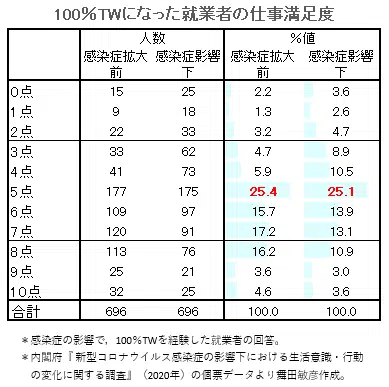 100%TWになった就業者の仕事満足度
人数 %値
感染症拡大前 感染症影響下 感染症拡大前 感染症影響下
0点 15 25 2.2 3.6
1点 9 18 1.3 2.6
2点 22 33 3.2 4.7
3点 33 62 4.7 8.9
4点 41 73 5.9 10.5
5点 177 175 25.4 25.1
6点 109 97 15.7 13.9
7点 120 91 17.2 13.1
8点 113 76 16.2 10.9
9点 25 21 3.6 3.0
10点 32 25 4.6 3.6
合計 696 696 100.0 100.0
＊感染症の影響で，100%TWを経験した就業者の回答。
＊内閣府『新型コロナウイルス感染症の影響下における生活意識・行動
の変化に関する調査』（2020年）の個票データより舞田敏彦作成。